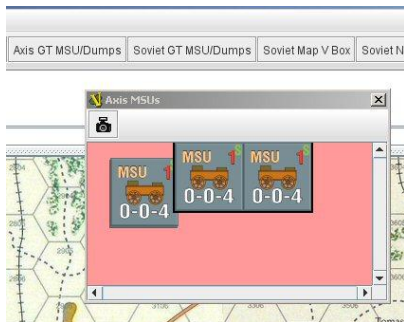 Axis GT MSU/Dumps
Soviet GT MSU/Dumps
Soviet Map V Box
Soviet N
Axis MSUs
MSU 1 S
0-0-4
MSU 1 S
0-0-4
MSU 1 S
0-0-4
3506